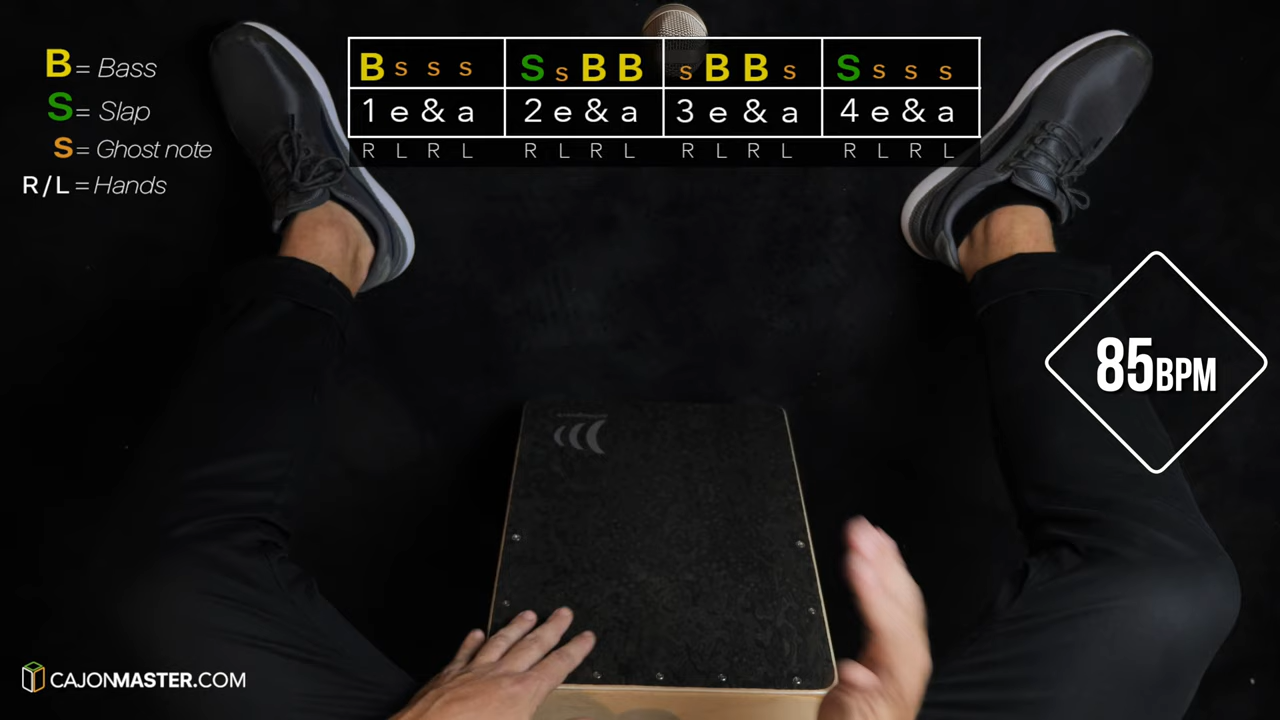 B = Bass
S = Slap
s = Ghost note
R / L = Hands
B s s s S s B B s B B s S s s s
1 e & a 2 e & a 3 e & a 4 e & a
R L R L R L R L R L R L R L R L
85BPM
CAJONMASTER.COM